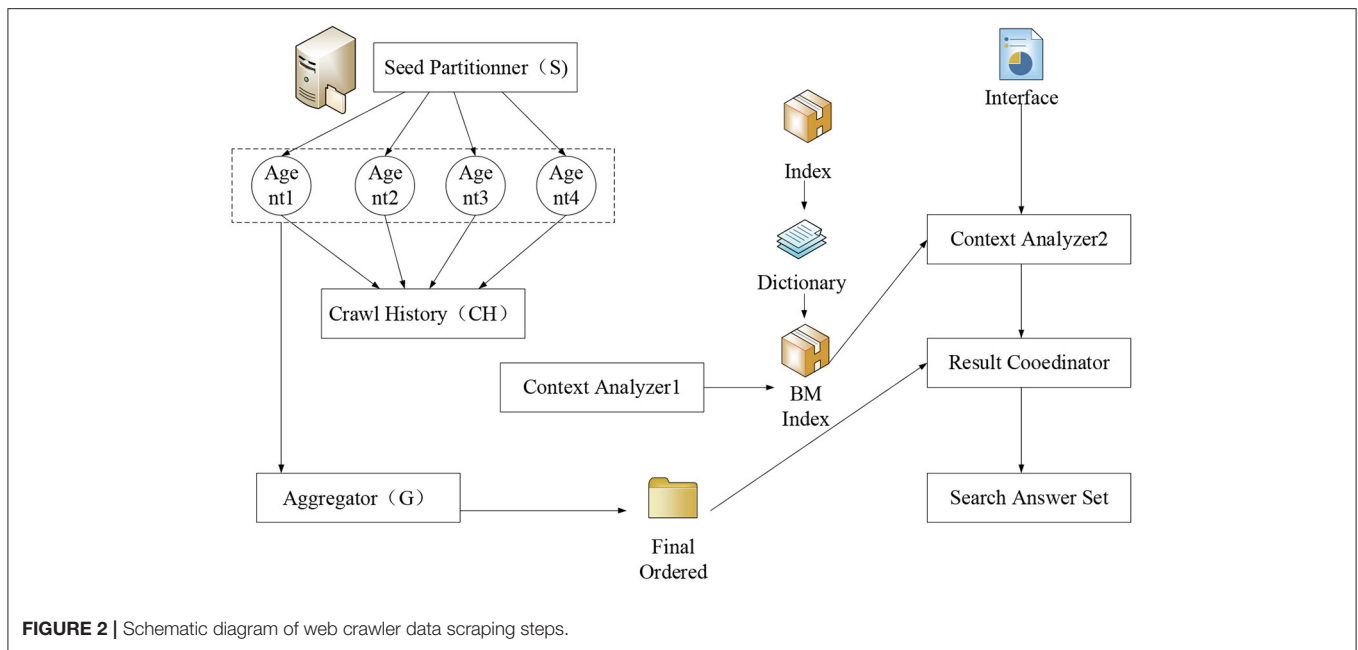 Seed Partitionner（S）
Interface
Age
nt1
Age
nt2
Age
nt3
Age
nt4
Index
Context Analyzer2
Dictionary
Crawl History（CH）
Result Cooedinator
Context Analyzer1
BM
Index
Aggregator（G）
Search Answer Set
Final
Ordered
FIGURE 2 | Schematic diagram of web crawler data scraping steps.